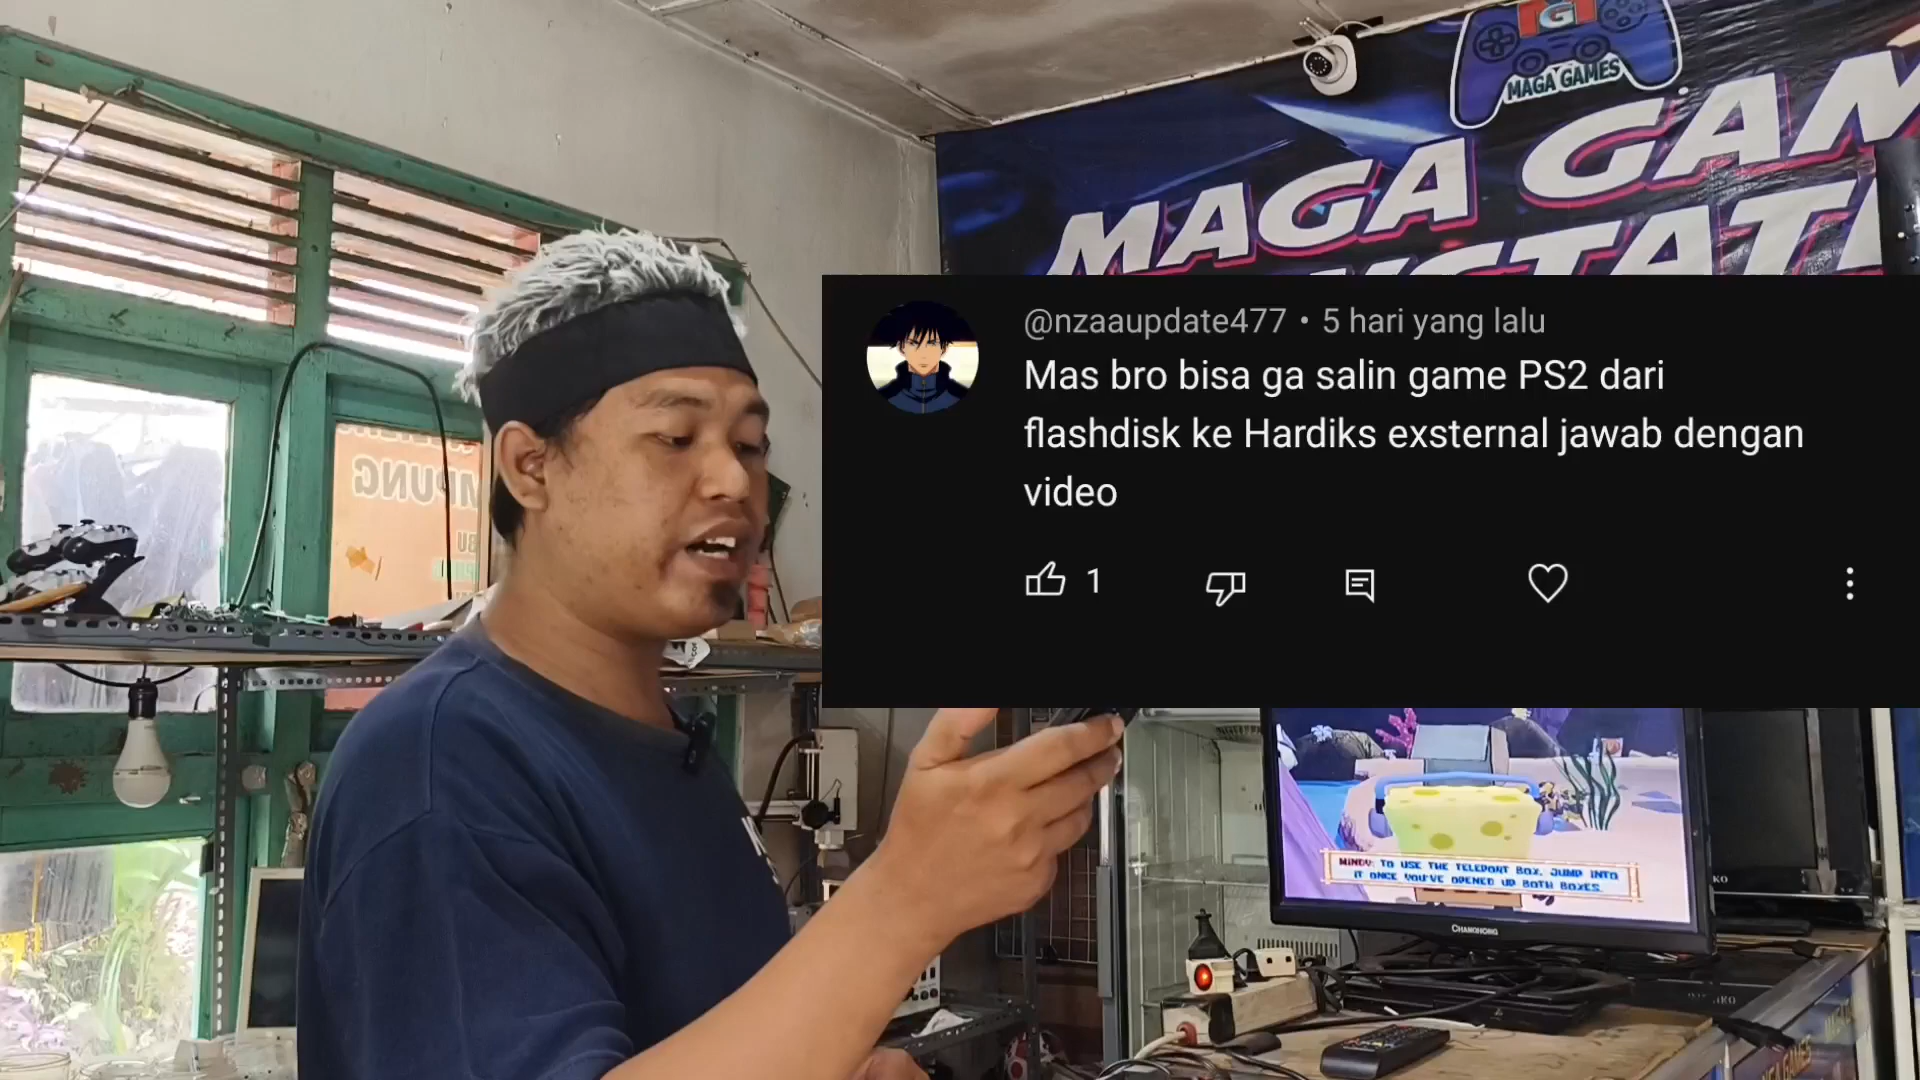 MAGA GAMES
MAGA GAM
@nzaaupdate477 • 5 hari yang lalu
Mas bro bisa ga salin game PS2 dari
flashdisk ke Hardiks exsternal jawab dengan
video
1
MINDY: TO USE THE TELEPORT BOX, JUMP INTO
IT ONCE YOU'VE OPENED UP BOTH BOXES.
CHANGHONG